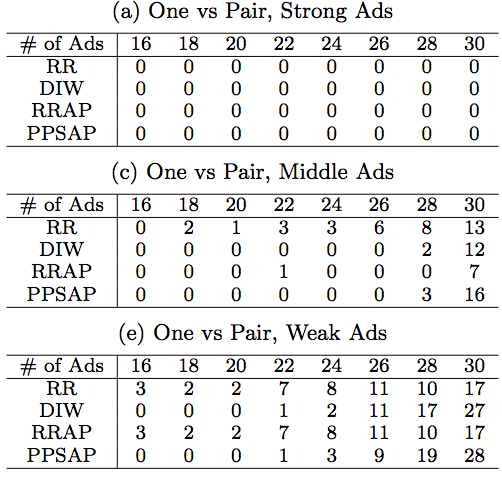 (a) One vs Pair, Strong Ads
# of Ads 16 18 20 22 24 26 28 30
RR 0 0 0 0 0 0 0 0
DIW 0 0 0 0 0 0 0 0
RRAP 0 0 0 0 0 0 0 0
PPSAP 0 0 0 0 0 0 0 0
(c) One vs Pair, Middle Ads
# of Ads 16 18 20 22 24 26 28 30
RR 0 2 1 3 3 6 8 13
DIW 0 0 0 0 0 0 2 12
RRAP 0 0 0 1 0 0 0 7
PPSAP 0 0 0 0 0 0 3 16
(e) One vs Pair, Weak Ads
# of Ads 16 18 20 22 24 26 28 30
RR 3 2 2 7 8 11 10 17
DIW 0 0 0 1 2 11 17 27
RRAP 3 2 2 7 8 11 10 17
PPSAP 0 0 0 1 3 9 19 28